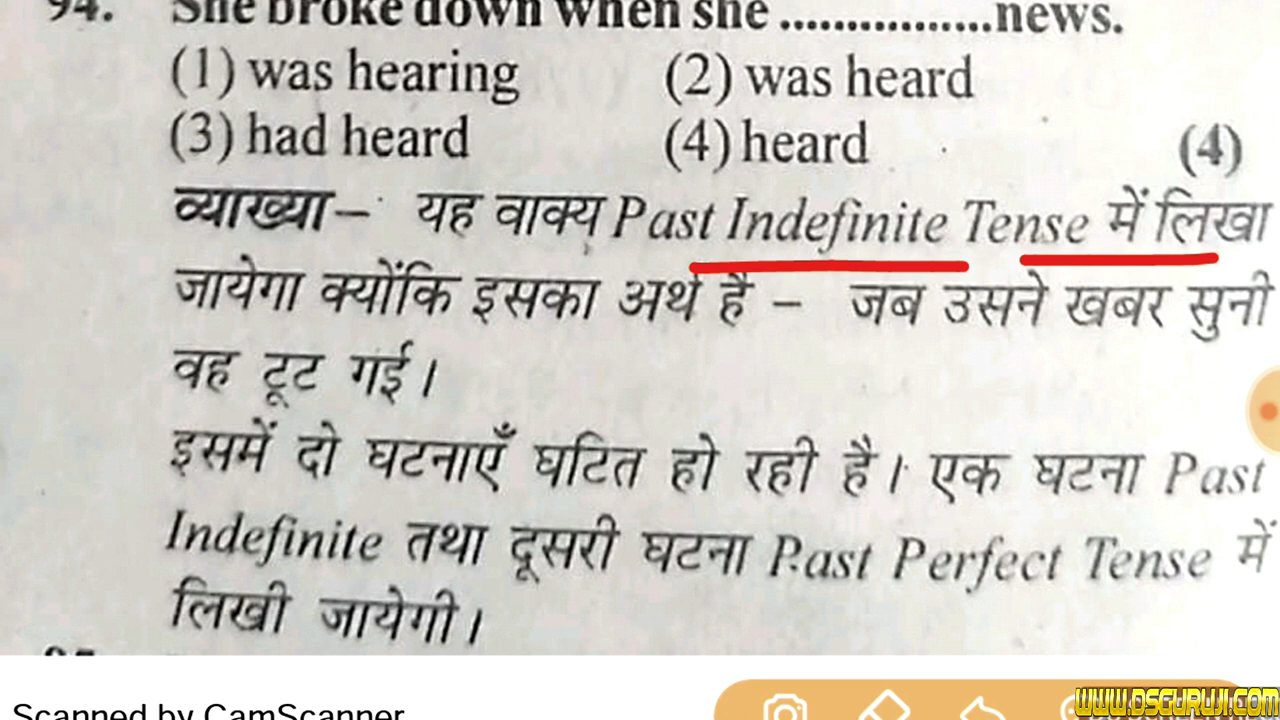 94. She broke down when she .................news.
(1) was hearing (2) was heard
(3) had heard (4) heard (4)
व्याख्या– यह वाक्य Past Indefinite Tense में लिखा
जायेगा क्योंकि इसका अर्थ है – जब उसने खबर सुनी
वह टूट गई।
इसमें दो घटनाएँ घटित हो रही है। एक घटना Past
Indefinite तथा दूसरी घटना Past Perfect Tense में
लिखी जायेगी।
Scanned by CamScanner
WWW.DSGURUJI.COM